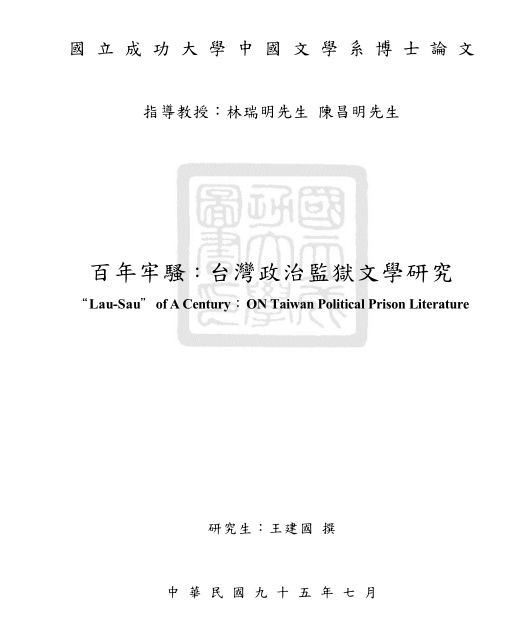 國立成功大學中國文學系博士論文
指導教授：林瑞明先生 陳昌明先生
百年牢騷：台灣政治監獄文學研究
“Lau-Sau” of A Century：ON Taiwan Political Prison Literature
研究生：王建國 撰
中華民國九十五年七月